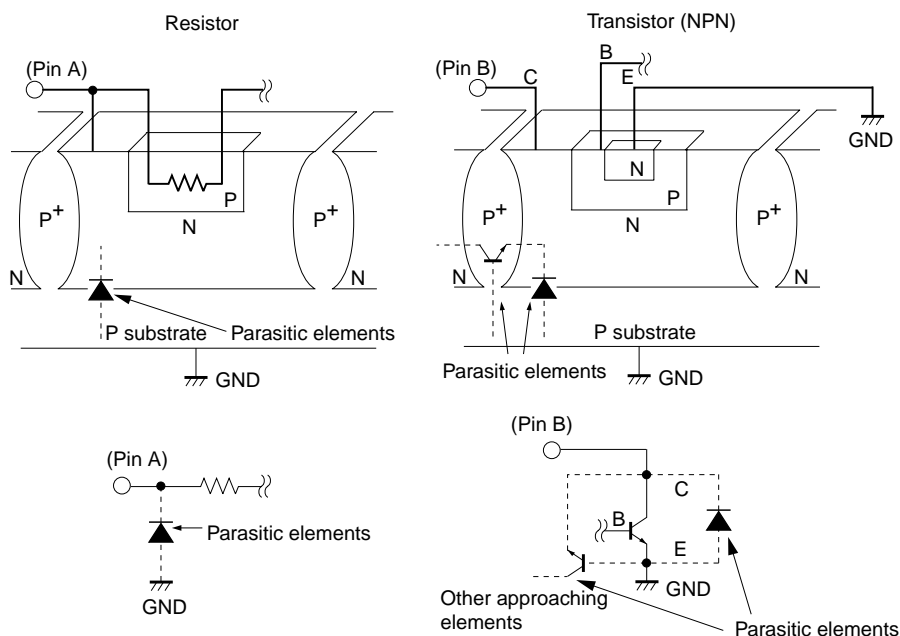 Resistor
(Pin A)
P+
P+
P
N
N
N
P substrate
Parasitic elements
GND
Transistor (NPN)
(Pin B)
C
B
E
GND
P+
P+
N
P
N
N
N
P substrate
Parasitic elements
GND
(Pin A)
Parasitic elements
GND
(Pin B)
C
B
E
GND
Other approaching
elements
Parasitic elements